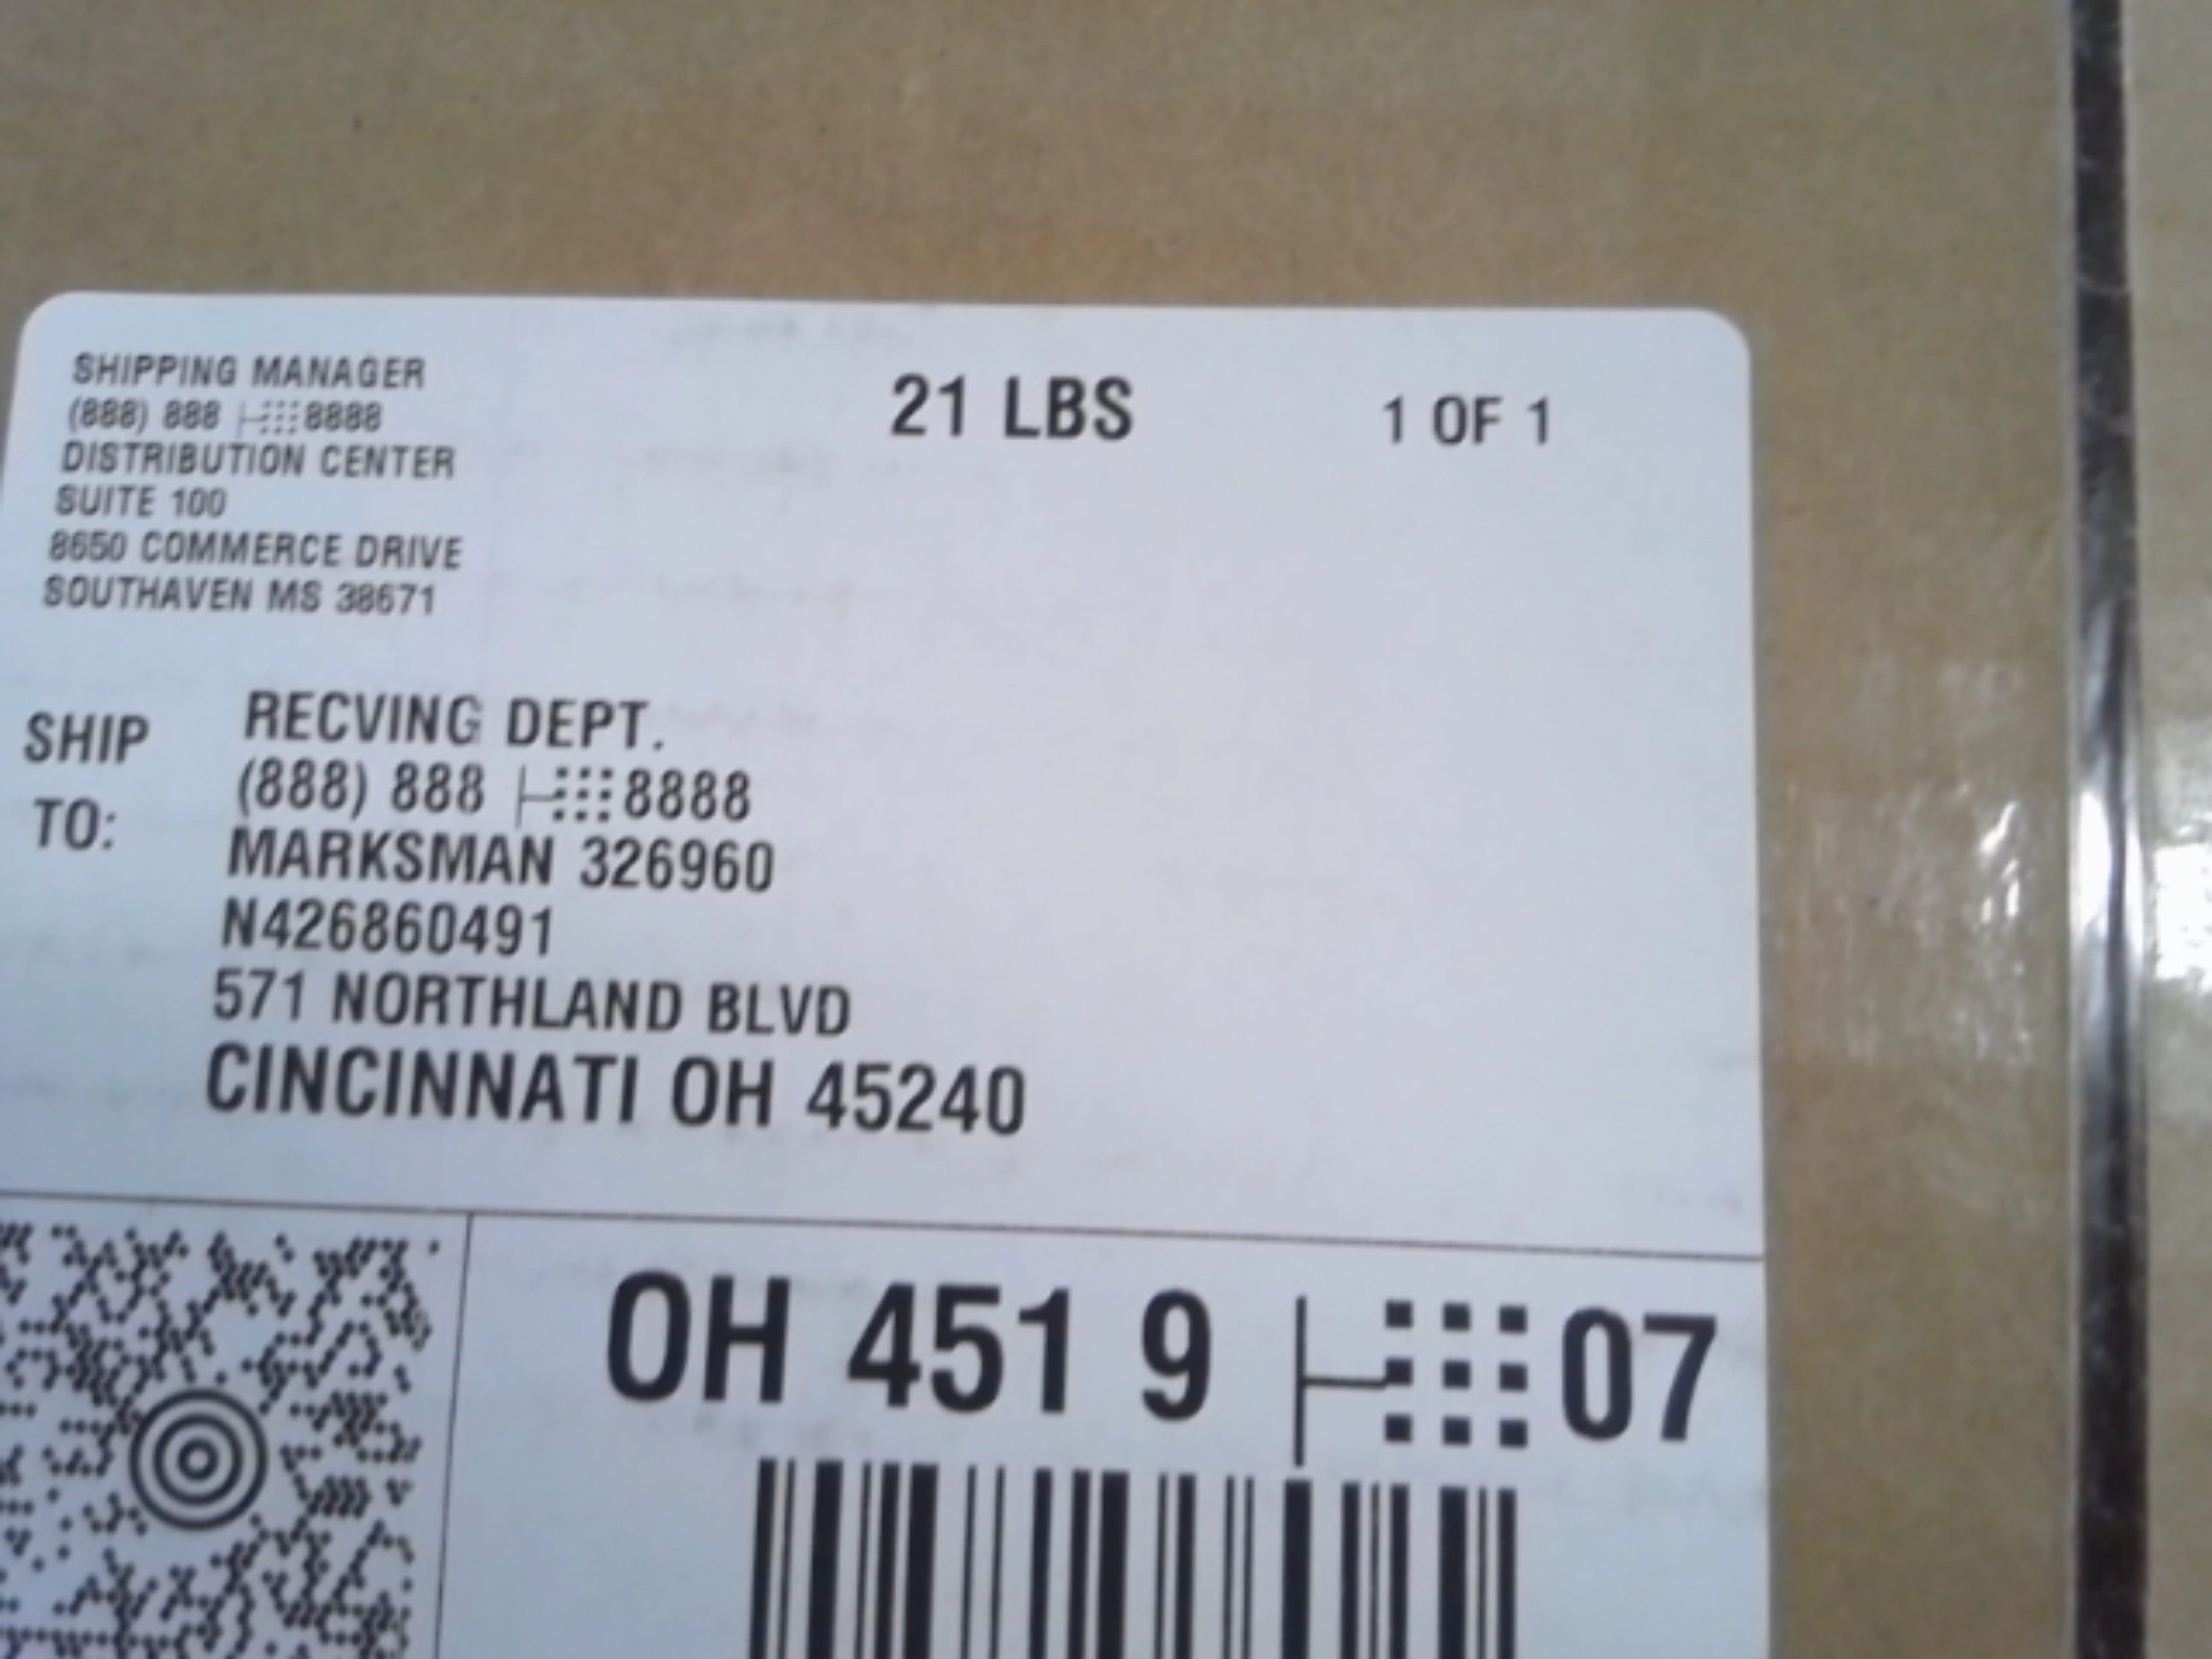 SHIPPING MANAGER
(888) 888 8888
DISTRIBUTION CENTER
SUITE 100
8650 COMMERCE DRIVE
SOUTHAVEN MS 38671
21 LBS
1 OF 1
SHIP TO:
RECVING DEPT.
(888) 888 8888
MARKSMAN 326960
N426860491
571 NORTHLAND BLVD
CINCINNATI OH 45240
OH 451 9 07